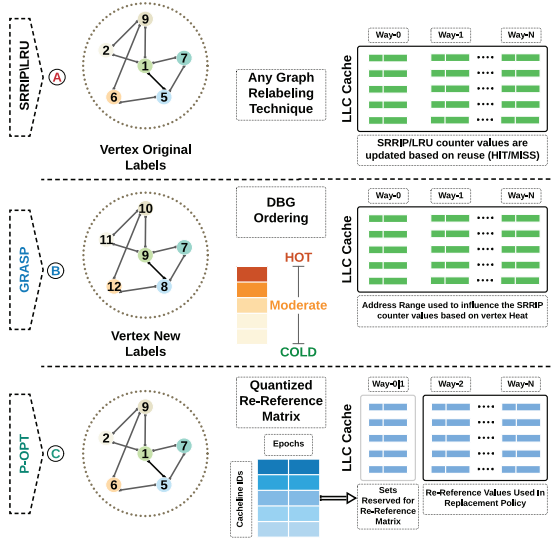 SRRIP\LRU
A
9
2
1
7
6
5
Vertex Original
Labels
Any Graph
Relabeling
Technique
LLC Cache
Way-0
Way-1
Way-N
SRRIP/LRU counter values are
updated based on reuse (HIT/MISS)
GRASP
B
10
11
9
7
12
8
Vertex New
Labels
DBG
Ordering
HOT
Moderate
COLD
LLC Cache
Way-0
Way-1
Way-N
Address Range used to influence the SRRIP
counter values based on vertex Heat
P-OPT
C
9
2
1
7
6
5
Quantized
Re-Reference
Matrix
Epochs
Cacheline IDs
LLC Cache
Way-0|1
Way-2
Way-N
Sets
Reserved for
Re-Reference
Matrix
Re-Reference Values Used In
Replacement Policy